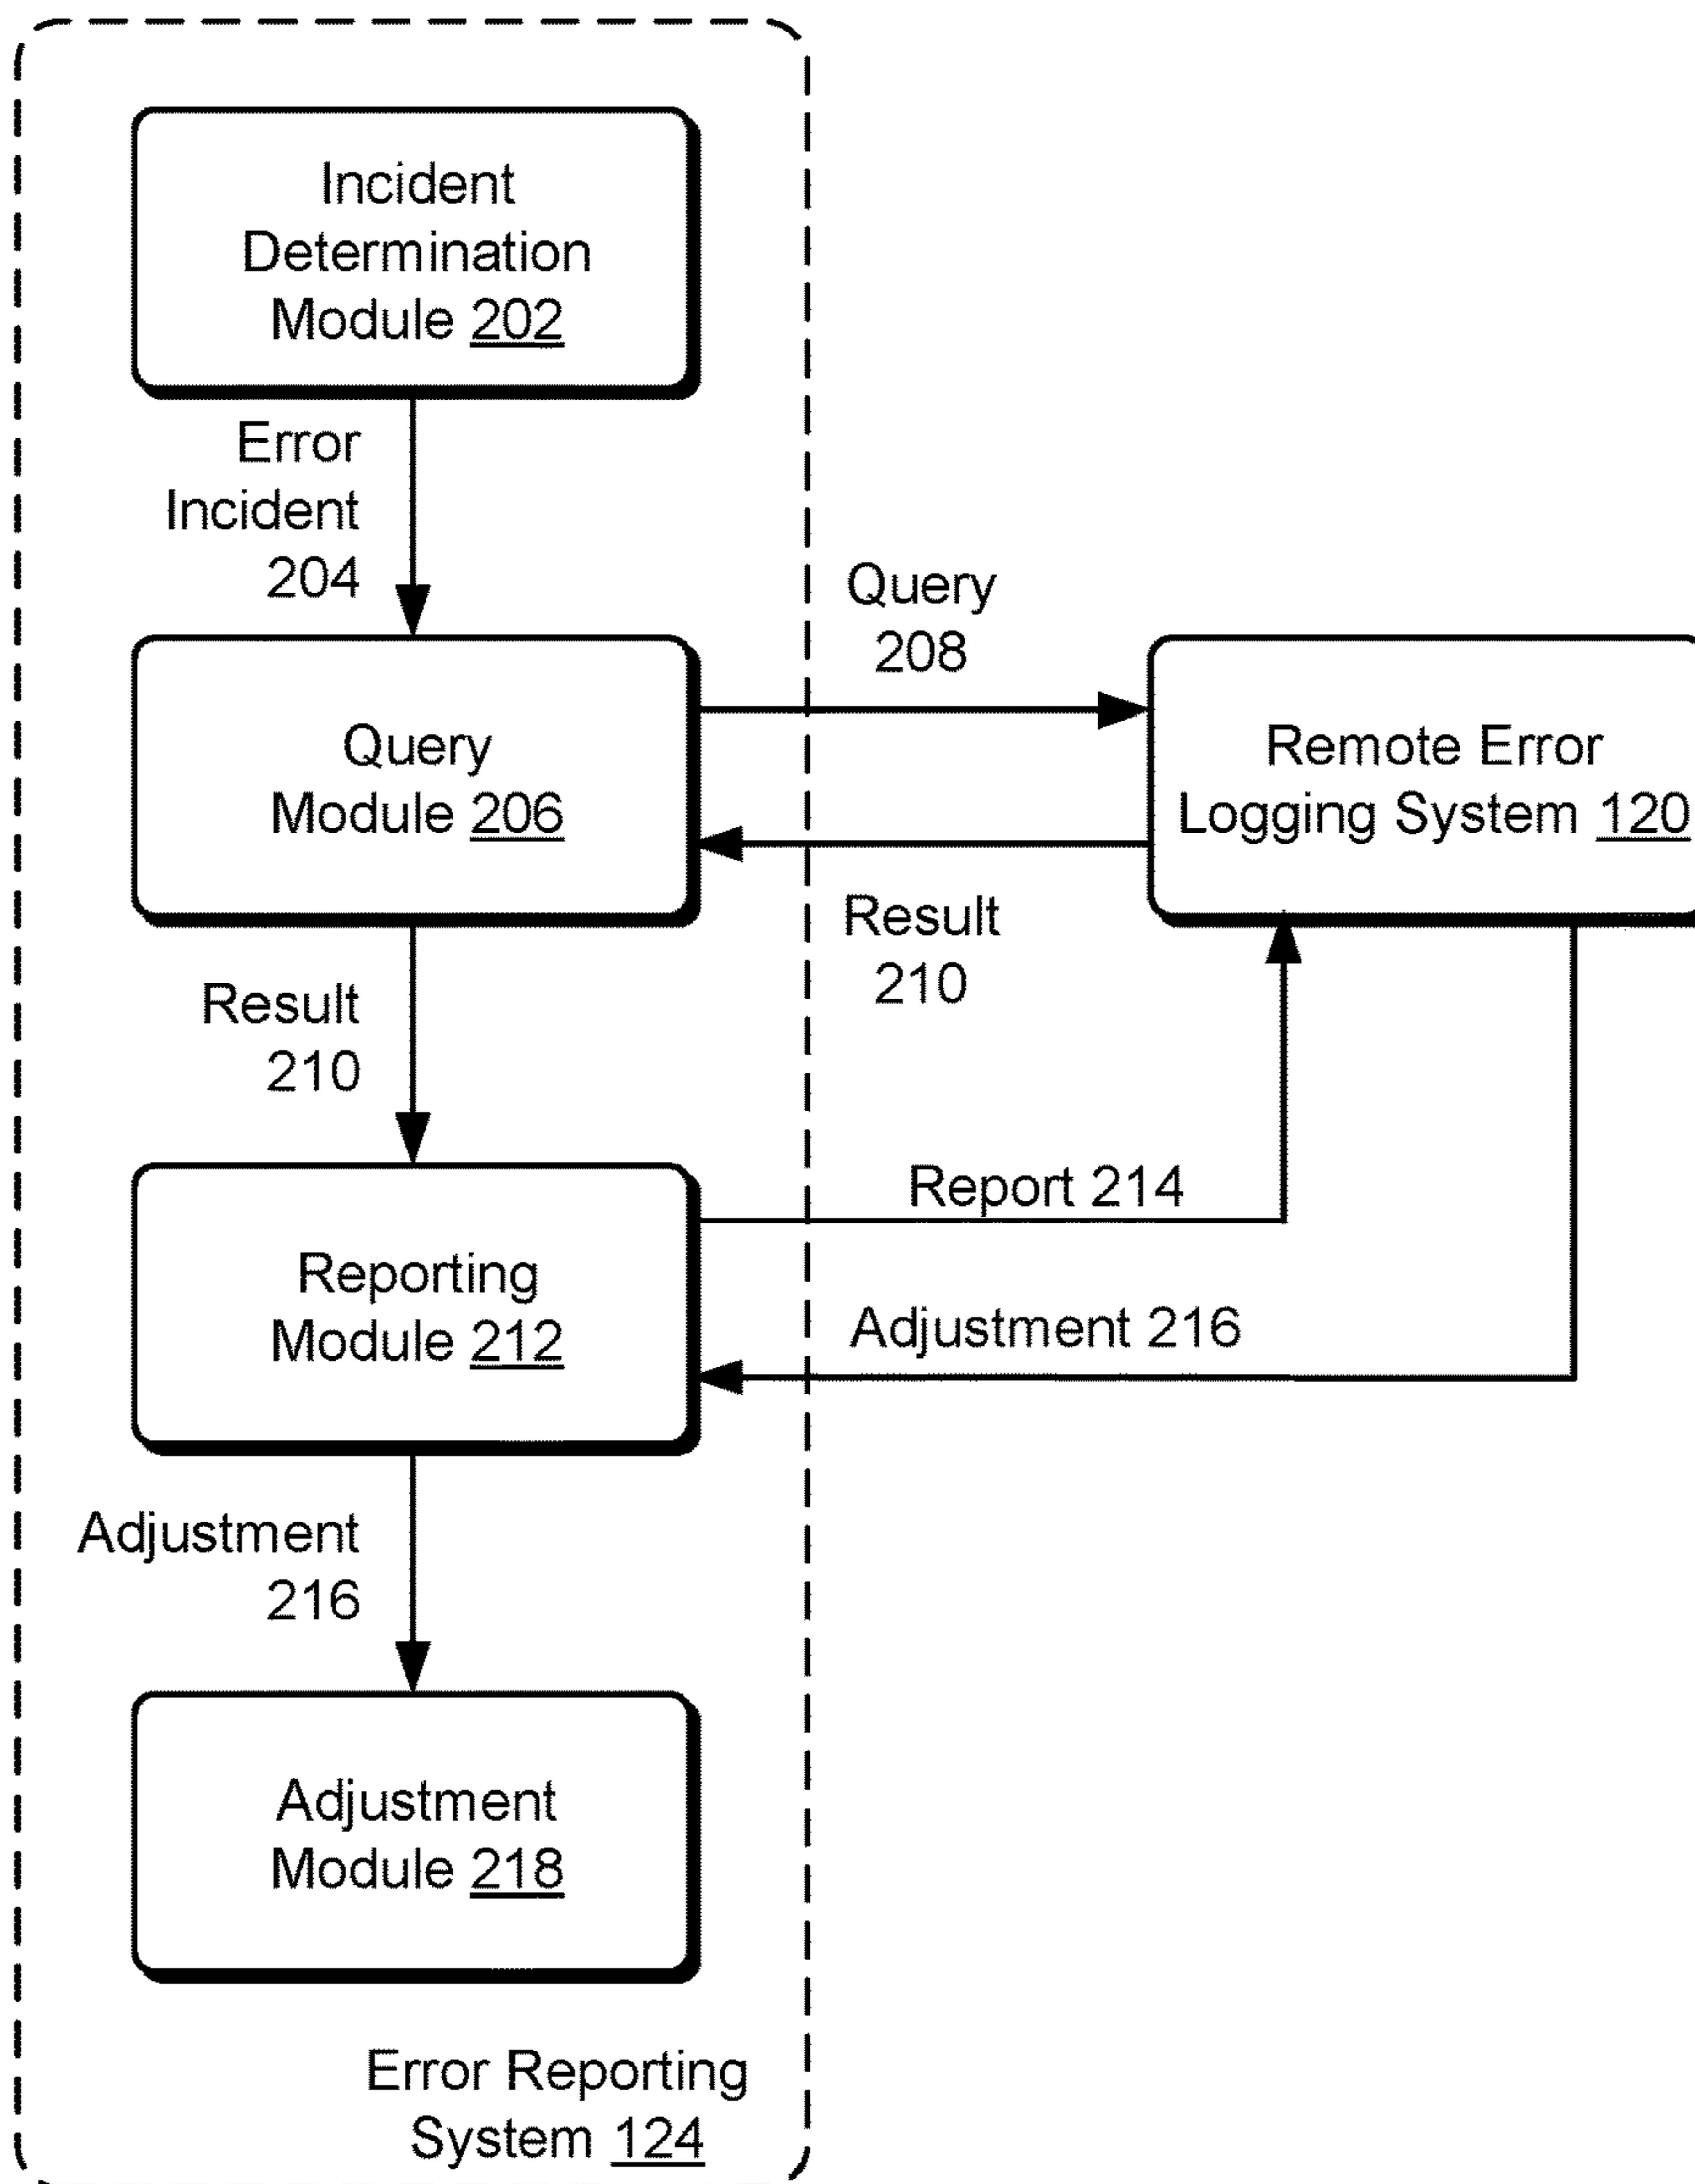 Incident
Determination
Module 202
Error
Incident
204
Query
208
Query
Module 206
Remote Error
Logging System 120
Result
210
Result
210
Report 214
Reporting
Module 212
Adjustment 216
Adjustment
216
Adjustment
Module 218
Error Reporting
System 124